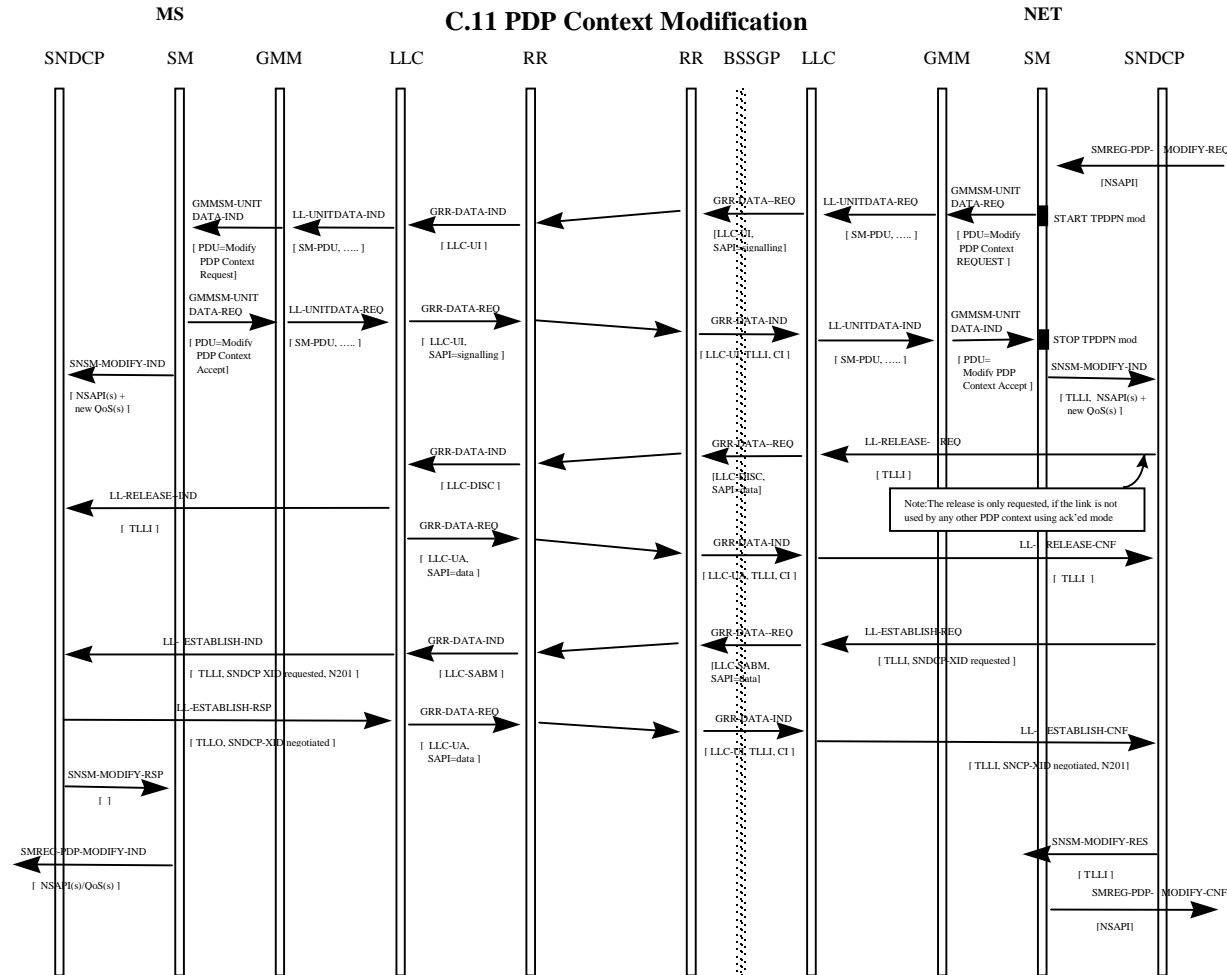 MS
C.11 PDP Context Modification
NET
SNDCP SM GMM LLC RR RR BSSGP LLC GMM SM SNDCP
SMREG-PDP- MODIFY-REQ
[NSAPI]
GMMSM-UNIT
DATA-IND
LL-UNITDATA-IND
GRR-DATA-IND
GRR-DATA--REQ
LL-UNITDATA-REQ
GMMSM-UNIT
DATA-REQ
START TPDPN mod
[ PDU=Modify
PDP Context
Request]
[ SM-PDU, ….. ]
[ LLC-UI ]
[LLC-UI,
SAPI=signalling]
[ SM-PDU, ….. ]
[ PDU=Modify
PDP Context
REQUEST ]
GMMSM-UNIT
DATA-REQ
LL-UNITDATA-REQ
GRR-DATA-REQ
GRR-DATA-IND
LL-UNITDATA-IND
GMMSM-UNIT
DATA-IND
STOP TPDPN mod
[PDU=Modify
PDP Context
Accept]
[ SM-PDU, ….. ]
[ LLC-UI,
SAPI=signalling ]
[ LLC-UI, TLLI, CI ]
[ SM-PDU, ….. ]
[ PDU=
Modify PDP
Context Accept ]
SNSM-MODIFY-IND
[ NSAPI(s) +
new QoS(s) ]
SNSM-MODIFY-IND
[ TLLI, NSAPI(s) +
new QoS(s) ]
GRR-DATA-IND
GRR-DATA--REQ
LL-RELEASE- REQ
[ LLC-DISC ]
[LLC-DISC,
SAPI=data]
[ TLLI ]
Note:The release is only requested, if the link is not
used by any other PDP context using ack'ed mode
LL-RELEASE--IND
[ TLLI ]
GRR-DATA-REQ
GRR-DATA-IND
LL- RELEASE-CNF
[ LLC-UA,
SAPI=data ]
[ LLC-UA, TLLI, CI ]
[ TLLI ]
LL- ESTABLISH-IND
GRR-DATA-IND
GRR-DATA--REQ
LL-ESTABLISH-REQ
[ TLLI, SNDCP XID requested, N201 ]
[ LLC-SABM ]
[LLC-SABM,
SAPI=data]
[ TLLI, SNDCP-XID requested ]
LL-ESTABLISH-RSP
GRR-DATA-REQ
GRR-DATA-IND
LL- ESTABLISH-CNF
[ TLLO, SNDCP-XID negotiated ]
[ LLC-UA,
SAPI=data ]
[ LLC-UI, TLLI, CI ]
[ TLLI, SNCP-XID negotiated, N201]
SNSM-MODIFY-RSP
[ ]
SMREG-PDP-MODIFY-IND
[ NSAPI(s)/QoS(s) ]
SNSM-MODIFY-RES
[ TLLI ]
SMREG-PDP- MODIFY-CNF
[NSAPI]